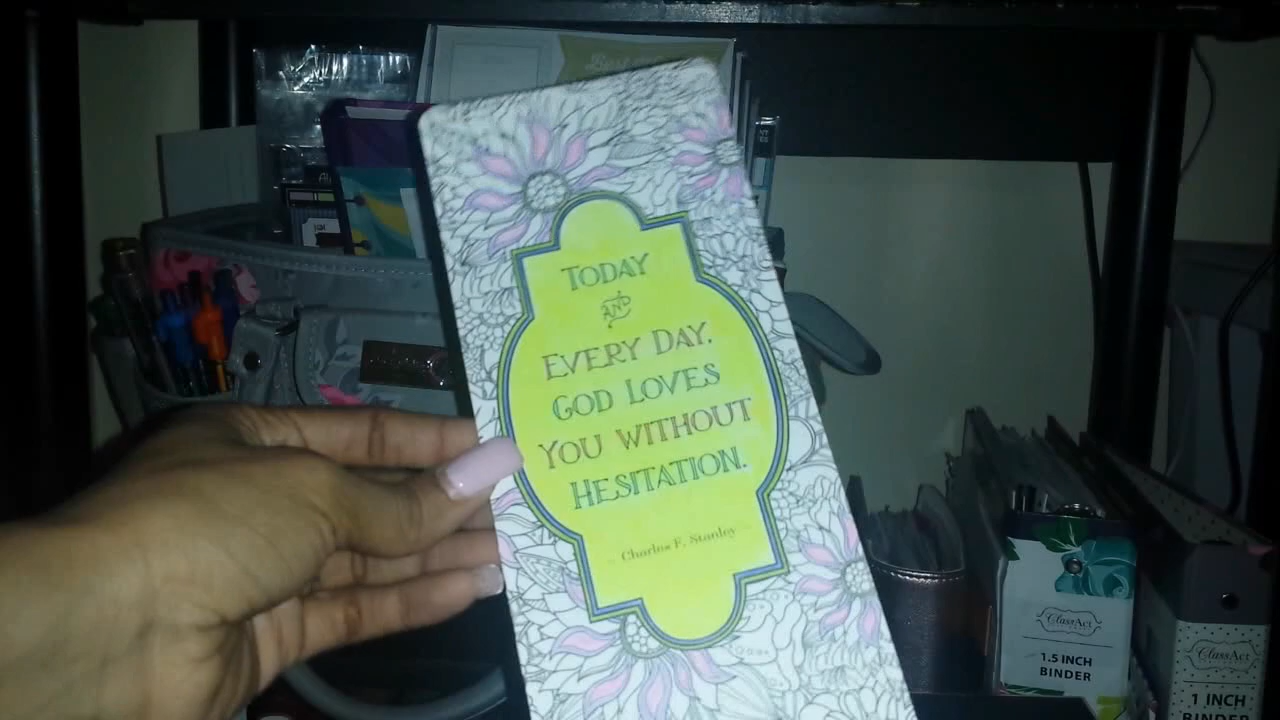 TODAY
AND
EVERY DAY,
GOD LOVES
YOU WITHOUT
HESITATION.
Charles F. Stanley
ClassAct
1.5 INCH
BINDER
ClassAct
1 INCH
BINDER